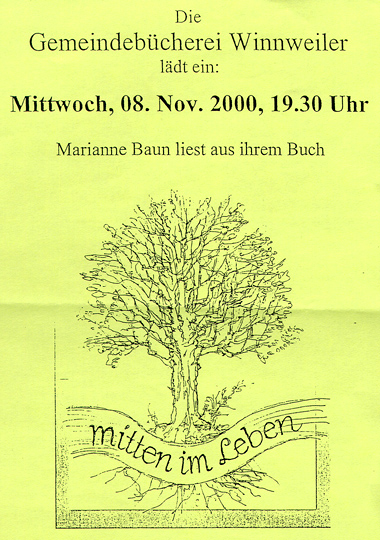 Die
Gemeindebücherei Winnweiler
lädt ein:
Mittwoch, 08. Nov. 2000, 19.30 Uhr
Marianne Baun liest aus ihrem Buch
mitten im Leben